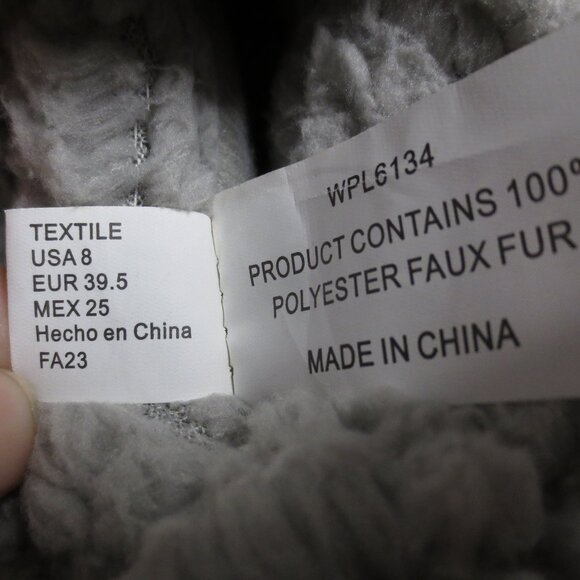 TEXTILE
USA 8
EUR 39.5
MEX 25
Hecho en China
FA23
WPL6134
PRODUCT CONTAINS 100%
POLYESTER FAUX FUR
MADE IN CHINA